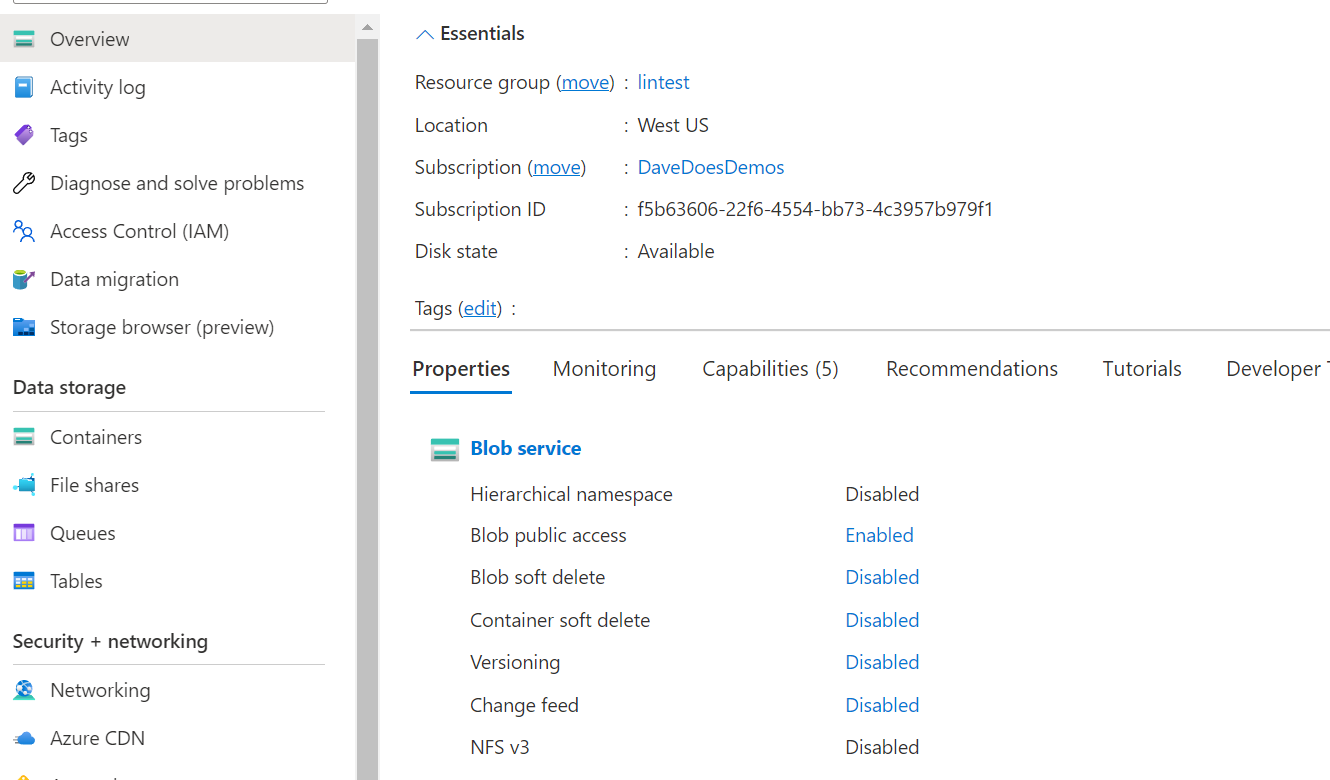 Overview
Activity log
Tags
Diagnose and solve problems
Access Control (IAM)
Data migration
Storage browser (preview)
Data storage
Containers
File shares
Queues
Tables
Security + networking
Networking
Azure CDN
Essentials
Resource group (move) : lintest
Location : West US
Subscription (move) : DaveDoesDemos
Subscription ID : f5b63606-22f6-4554-bb73-4c3957b979f1
Disk state : Available
Tags (edit) :
Properties Monitoring Capabilities (5) Recommendations Tutorials Developer
Blob service
Hierarchical namespace Disabled
Blob public access Enabled
Blob soft delete Disabled
Container soft delete Disabled
Versioning Disabled
Change feed Disabled
NFS v3 Disabled